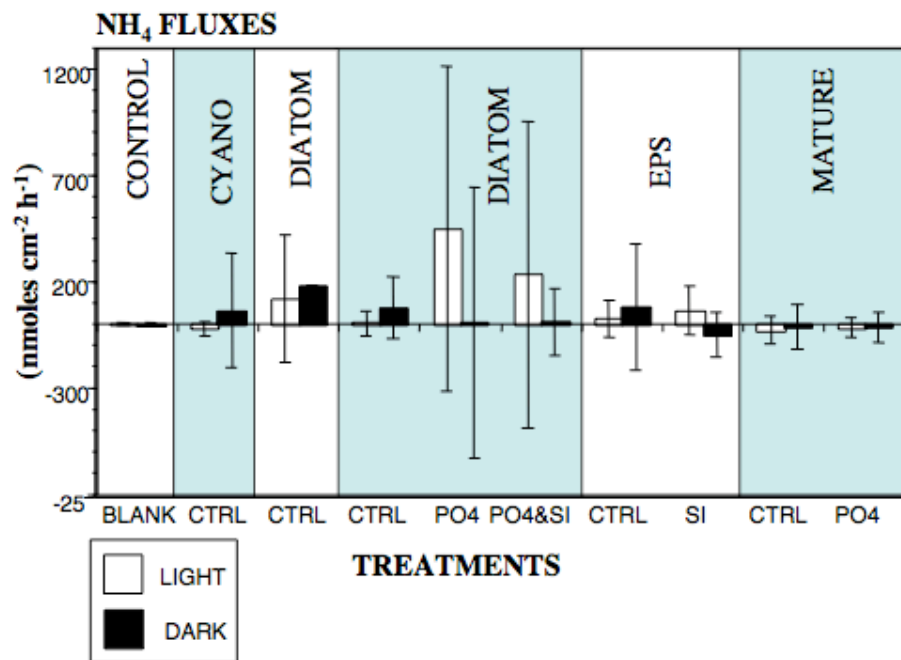 NH₄ FLUXES
(nmoles cm⁻² h⁻¹)
1200
700
200
-300
-25
CONTROL
CYANO
DIATOM
DIATOM
EPS
MATURE
BLANK CTRL CTRL CTRL PO4 PO4&SI CTRL SI CTRL PO4
TREATMENTS
LIGHT
DARK